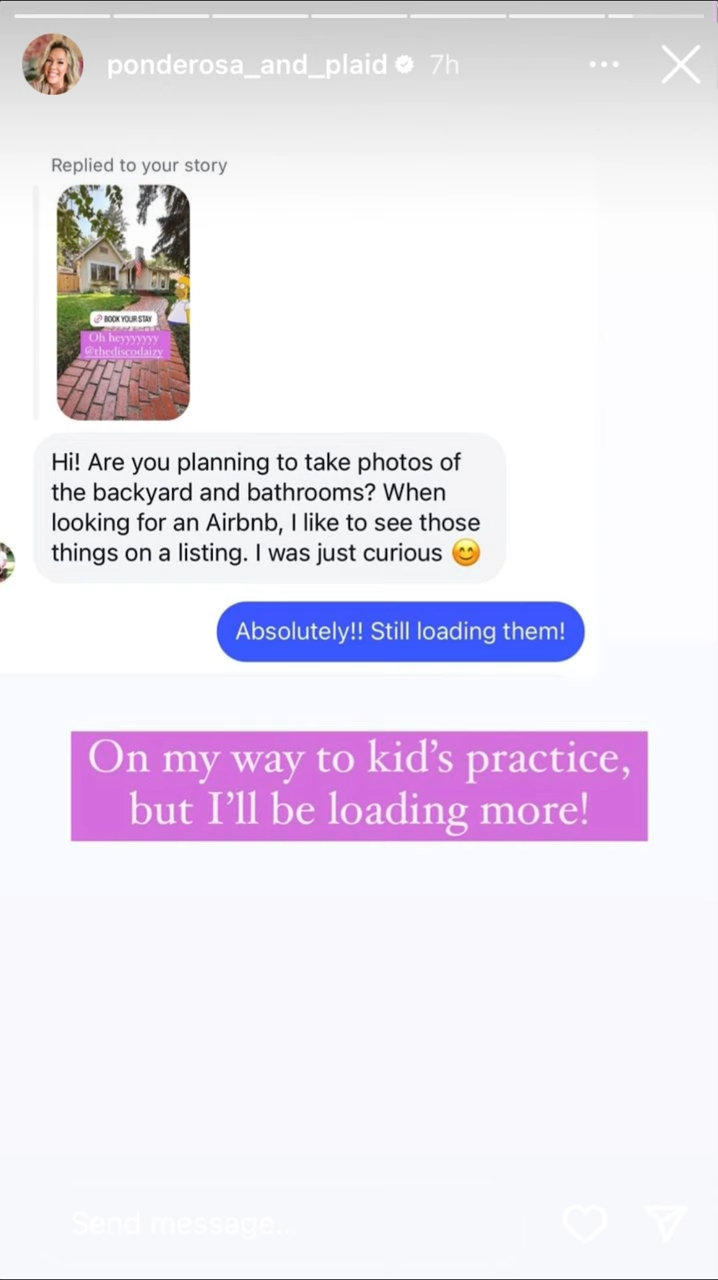 ponderosa_and_plaid 7h
Replied to your story
BOOK YOUR STAY
Oh heyyyyyyy
@thediscodaizy
Hi! Are you planning to take photos of
the backyard and bathrooms? When
looking for an Airbnb, I like to see those
things on a listing. I was just curious 😊
Absolutely!! Still loading them!
On my way to kid’s practice,
but I’ll be loading more!
Send message...